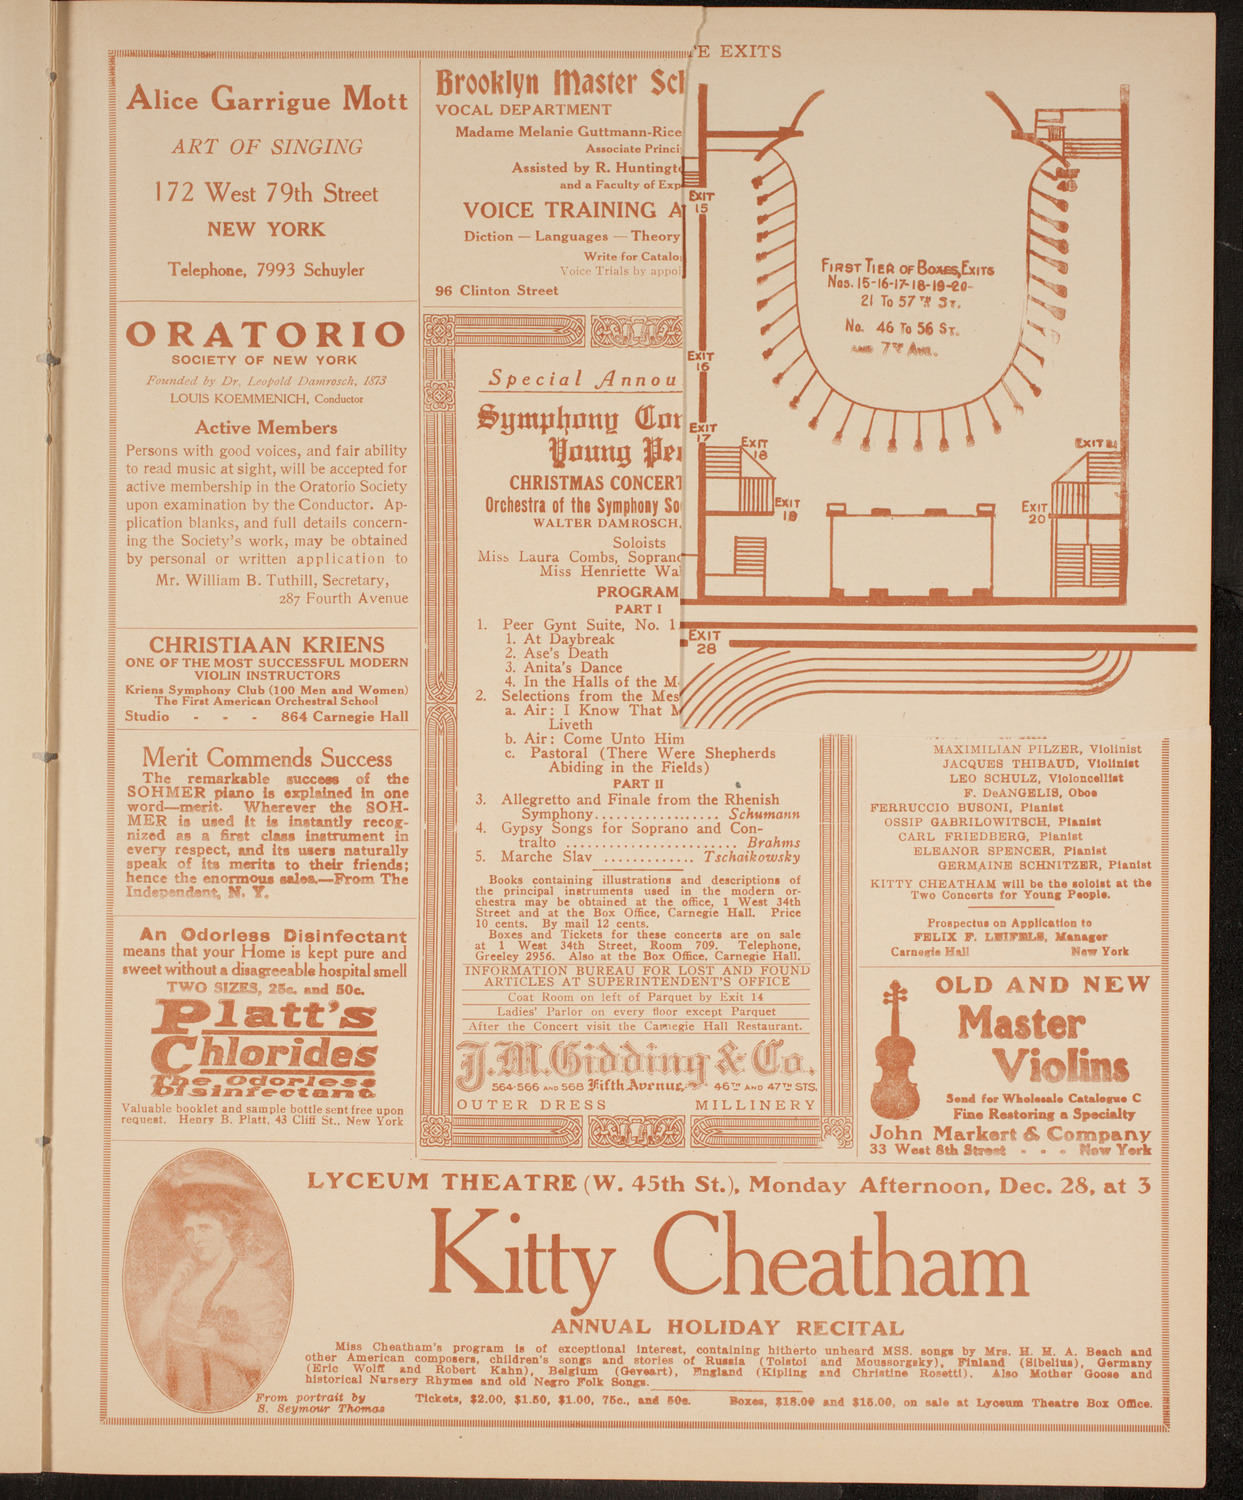 Alice Garrigue Mott
ART OF SINGING
172 West 79th Street
NEW YORK
Telephone, 7993 Schuyler
ORATORIO
SOCIETY OF NEW YORK
Founded by Dr. Leopold Damrosch, 1873
LOUIS KOEMMENICH, Conductor
Active Members
Persons with good voices, and fair ability
to read music at sight, will be accepted for
active membership in the Oratorio Society
upon examination by the Conductor. Ap-
plication blanks, and full details concern-
ing the Society's work, may be obtained
by personal or written application to
Mr. William B. Tuthill, Secretary,
287 Fourth Avenue
CHRISTIAAN KRIENS
ONE OF THE MOST SUCCESSFUL MODERN
VIOLIN INSTRUCTORS
Kriens Symphony Club (100 Men and Women)
The First American Orchestral School
Studio - - - 864 Carnegie Hall
Merit Commends Success
The remarkable success of the
SOHMER piano is explained in one
word—merit. Wherever the SOH-
MER is used it is instantly recog-
nized as a first class instrument in
every respect, and its users naturally
speak of its merits to their friends;
hence the enormous sales.—From The
Independent, N. Y.
An Odorless Disinfectant
means that your Home is kept pure and
sweet without a disagreeable hospital smell
TWO SIZES, 25c. and 50c.
Platt's
Chlorides
The Odorless
Disinfectant
Valuable booklet and sample bottle sent free upon
request. Henry B. Platt, 43 Cliff St., New York
Brooklyn Master Sch
VOCAL DEPARTMENT
Madame Melanie Guttmann-Rice
Associate Princi
Assisted by R. Huntingt
and a Faculty of Exp
VOICE TRAINING A
Diction — Languages — Theory
Write for Catalo
Voice Trials by appoi
96 Clinton Street
Special Annou
Symphony Con
Young Pe
CHRISTMAS CONCERT
Orchestra of the Symphony So
WALTER DAMROSCH,
Soloists
Miss Laura Combs, Soprano
Miss Henriette Wa
PROGRAM
PART I
1. Peer Gynt Suite, No. 1
1. At Daybreak
2. Ase's Death
3. Anita's Dance
4. In the Halls of the M
2. Selections from the Mes
a. Air: I Know That M
Liveth
b. Air: Come Unto Him
c. Pastoral (There Were Shepherds
Abiding in the Fields)
PART II
3. Allegretto and Finale from the Rhenish
Symphony.................. Schumann
4. Gypsy Songs for Soprano and Con-
tralto ........................ Brahms
5. Marche Slav ............. Tschaikowsky
Books containing illustrations and descriptions of
the principal instruments used in the modern or-
chestra may be obtained at the office, 1 West 34th
Street and at the Box Office, Carnegie Hall. Price
10 cents. By mail 12 cents.
Boxes and Tickets for these concerts are on sale
at 1 West 34th Street, Room 709. Telephone,
Greeley 2956. Also at the Box Office, Carnegie Hall.
INFORMATION BUREAU FOR LOST AND FOUND
ARTICLES AT SUPERINTENDENT'S OFFICE
Coat Room on left of Parquet by Exit 14
Ladies' Parlor on every floor except Parquet
After the Concert visit the Carnegie Hall Restaurant.
J.M. Gidding & Co.
564-566 AND 568 Fifth Avenue, 46TH AND 47TH STS.
OUTER DRESS MILLINERY
E EXITS
EXIT
15
FIRST TIER OF BOXES, EXITS
Nos. 15-16-17-18-19-20-
21 TO 57TH ST.
No. 46 TO 56 ST.
AND 7TH AVE.
EXIT
16
EXIT
17
EXIT
18
EXIT
19
EXIT 21
EXIT
20
EXIT
28
MAXIMILIAN PILZER, Violinist
JACQUES THIBAUD, Violinist
LEO SCHULZ, Violoncellist
F. DeANGELIS, Oboe
FERRUCCIO BUSONI, Pianist
OSSIP GABRILOWITSCH, Pianist
CARL FRIEDBERG, Pianist
ELEANOR SPENCER, Pianist
GERMAINE SCHNITZER, Pianist
KITTY CHEATHAM will be the soloist at the
Two Concerts for Young People.
Prospectus on Application to
FELIX F. LEIFELS, Manager
Carnegie Hall New York
OLD AND NEW
Master
Violins
Send for Wholesale Catalogue C
Fine Restoring a Specialty
John Markert & Company
33 West 8th Street - - - New York
LYCEUM THEATRE (W. 45th St.), Monday Afternoon, Dec. 28, at 3
Kitty Cheatham
ANNUAL HOLIDAY RECITAL
Miss Cheatham's program is of exceptional interest, containing hitherto unheard MSS. songs by Mrs. H. H. A. Beach and
other American composers, children's songs and stories of Russia (Tolstoi and Moussorgsky), Finland (Sibelius), Germany
(Eric Wolff and Robert Kahn), Belgium (Geveart), England (Kipling and Christine Rosetti). Also Mother Goose and
historical Nursery Rhymes and old Negro Folk Songs.
From portrait by
S. Seymour Thomas
Tickets, $2.00, $1.50, $1.00, 75c., and 50c. Boxes, $18.00 and $15.00, on sale at Lyceum Theatre Box Office.